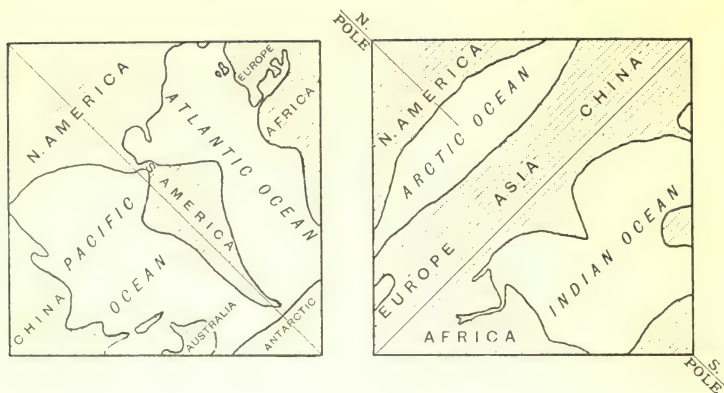 N. AMERICA
ATLANTIC OCEAN
EUROPE
AFRICA
S. AMERICA
PACIFIC
OCEAN
CHINA
AUSTRALIA
ANTARCTIC
N.
POLE
N. AMERICA
ARCTIC OCEAN
CHINA
ASIA
EUROPE
INDIAN OCEAN
AFRICA
S.
POLE